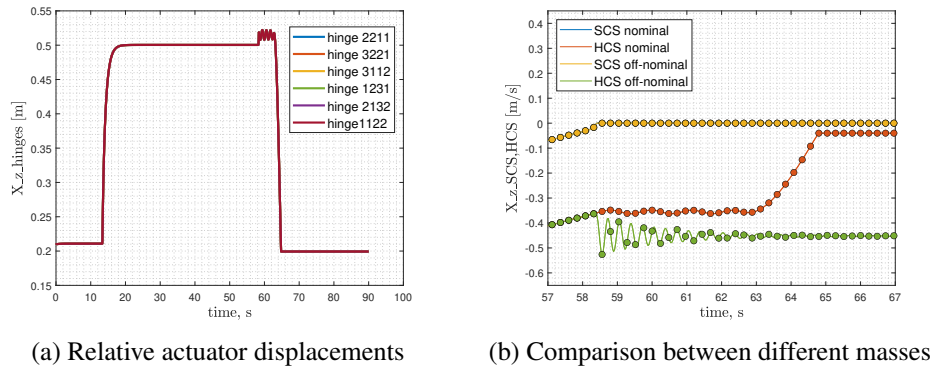 X_z_hinges [m]
0.55
0.5
0.45
0.4
0.35
0.3
0.25
0.2
0.15
0 10 20 30 40 50 60 70 80 90 100
time, s
hinge 2211
hinge 3221
hinge 3112
hinge 1231
hinge 2132
hinge1122
(a) Relative actuator displacements
X_z_SCS,HCS [m/s]
0.4
0.3
0.2
0.1
0
-0.1
-0.2
-0.3
-0.4
-0.5
-0.6
57 58 59 60 61 62 63 64 65 66 67
time, s
SCS nominal
HCS nominal
SCS off-nominal
HCS off-nominal
(b) Comparison between different masses